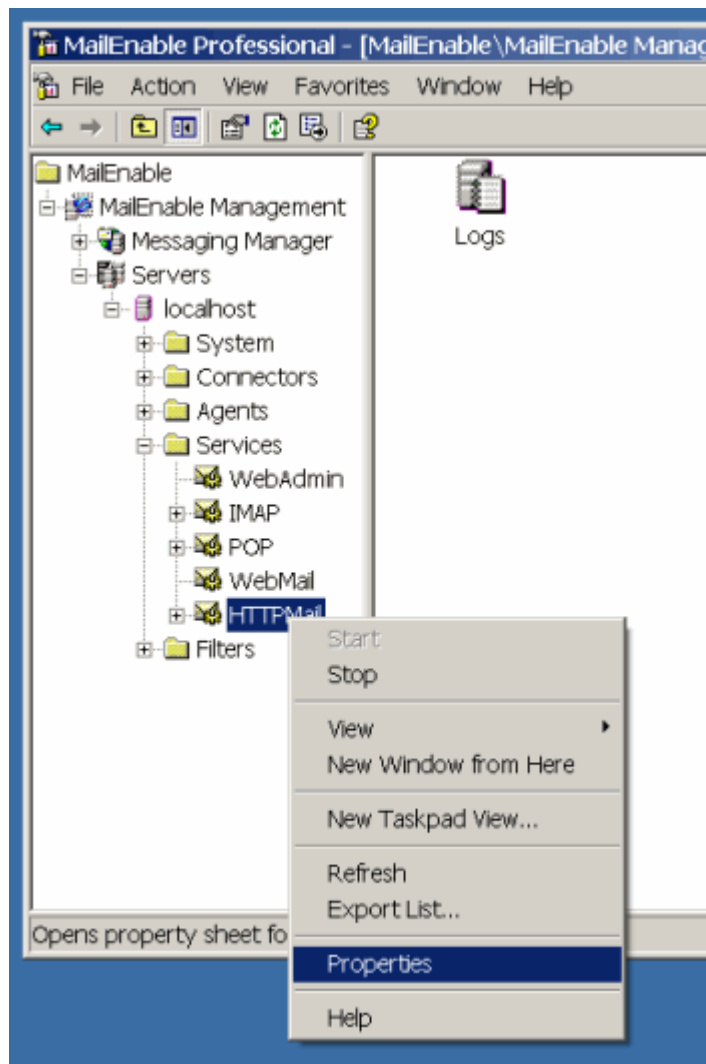 MailEnable Professional - [MailEnable\MailEnable Manag
File Action View Favorites Window Help
MailEnable
MailEnable Management
Messaging Manager
Servers
localhost
System
Connectors
Agents
Services
WebAdmin
IMAP
POP
WebMail
HTTPMail
Filters
Logs
Start
Stop
View
New Window from Here
New Taskpad View...
Refresh
Export List...
Properties
Help
Opens property sheet fo